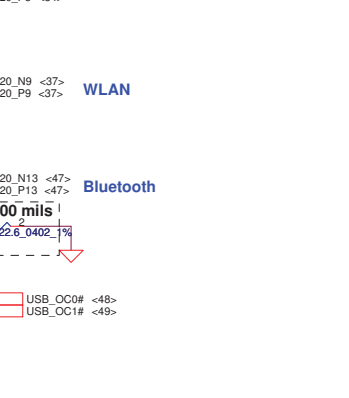 20_N9 <37>
20_P9 <37> WLAN
20_N13 <47>
20_P13 <47> Bluetooth
00 mils
2
22.6_0402_1%
USB_OC0# <48>
USB_OC1# <49>